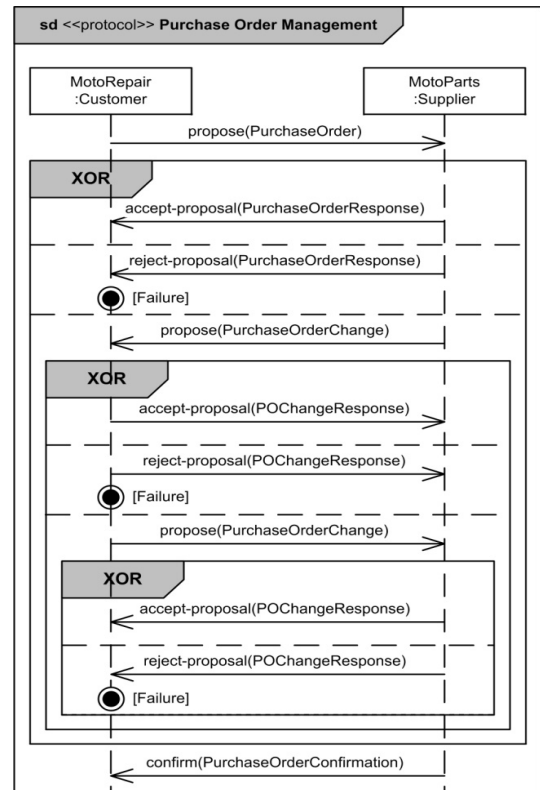 sd <<protocol>> Purchase Order Management
MotoRepair
:Customer
MotoParts
:Supplier
propose(PurchaseOrder)
XOR
accept-proposal(PurchaseOrderResponse)
reject-proposal(PurchaseOrderResponse)
[Failure]
propose(PurchaseOrderChange)
XOR
accept-proposal(POChangeResponse)
reject-proposal(POChangeResponse)
[Failure]
propose(PurchaseOrderChange)
XOR
accept-proposal(POChangeResponse)
reject-proposal(POChangeResponse)
[Failure]
confirm(PurchaseOrderConfirmation)